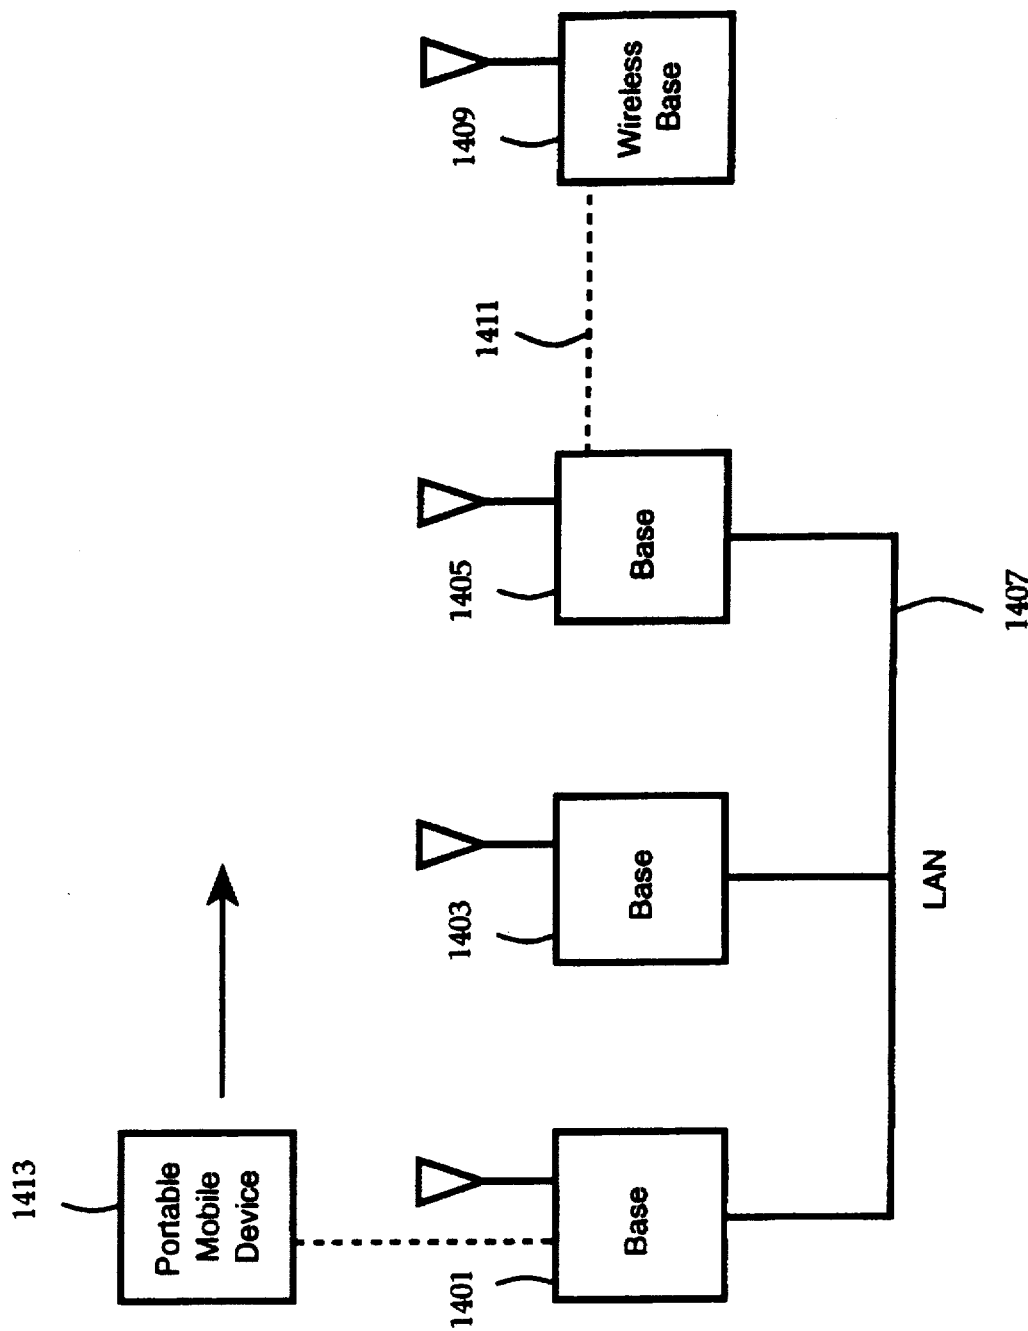 1413
Portable
Mobile
Device
1401
Base
1403
Base
1405
Base
1411
1409
Wireless
Base
LAN
1407